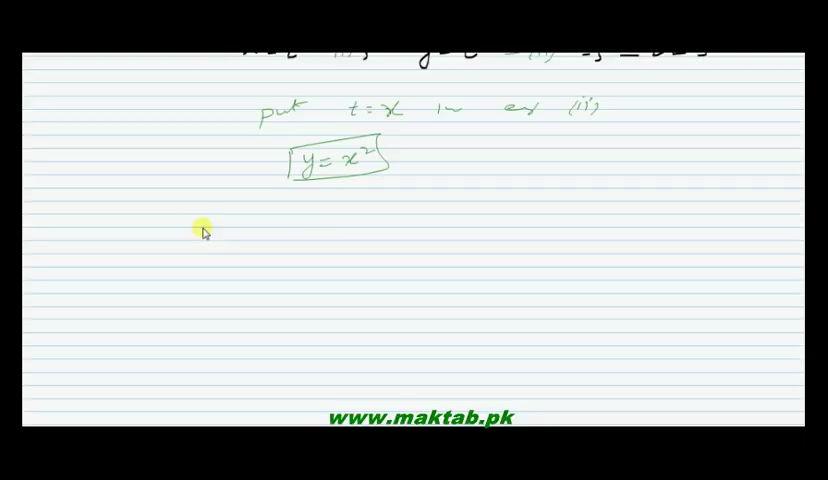 put t = x in eq (ii)
y = x²
www.maktab.pk